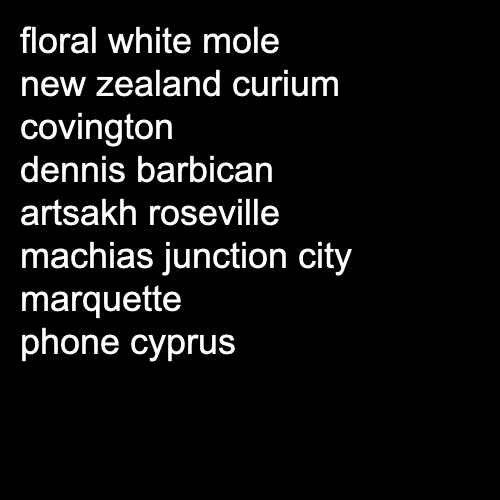 floral white mole
new zealand curium
covington
dennis barbican
artsakh roseville
machias junction city
marquette
phone cyprus